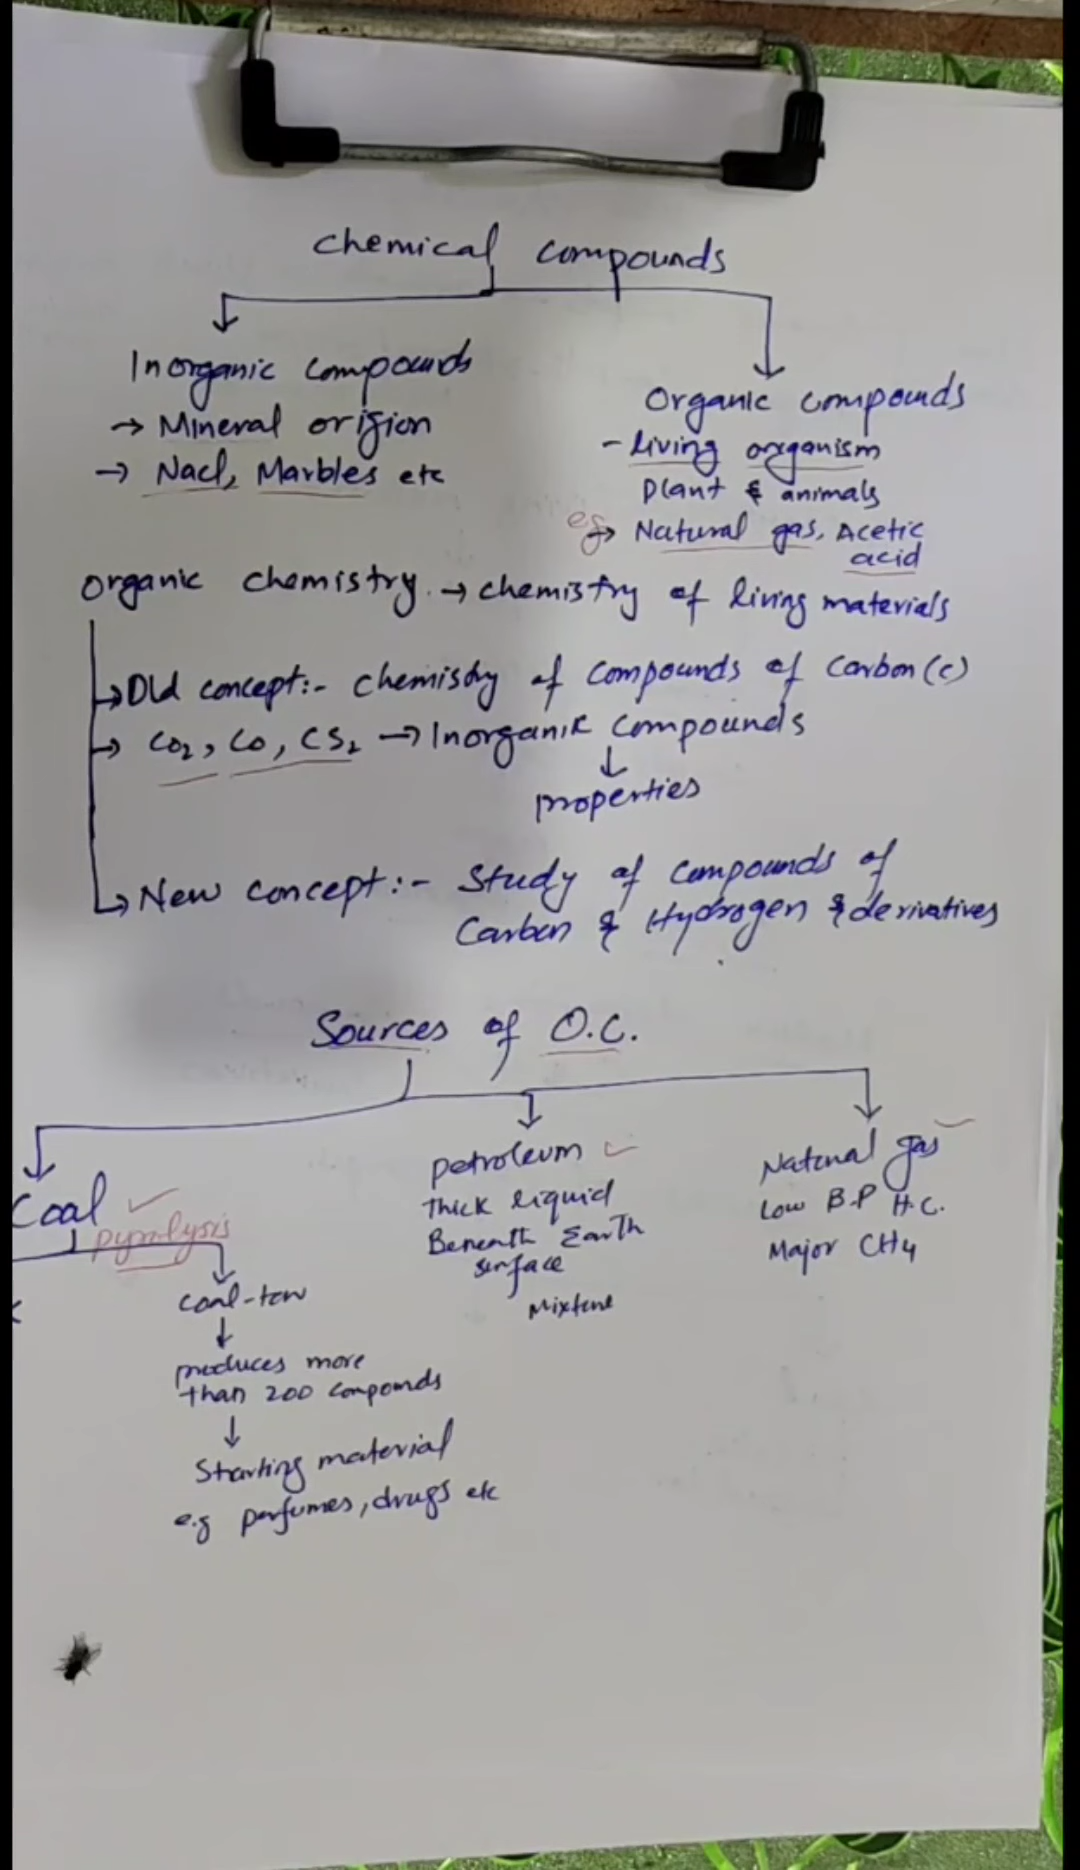 Chemical compounds
Inorganic compounds
→ Mineral origion
→ Nacl, Marbles etc
Organic compounds
- living organism
plant & animals
eg → Natural gas, Acetic
acid
organic chemistry → chemistry of living materials
→ Old concept:- chemistry of compounds of carbon (c)
→ CO2, CO, CS2 → Inorganic compounds
↓
properties
→ New concept:- Study of compounds of
Carbon & Hydrogen & derivatives
Sources of O.C.
Coal
pyrolysis
coal-tar
↓
produces more
than 200 compounds
↓
Starting material
e.g perfumes, drugs etc
petroleum
thick liquid
Beneath Earth
surface
Mixture
Natural gas
Low B.P H.C.
Major CH4